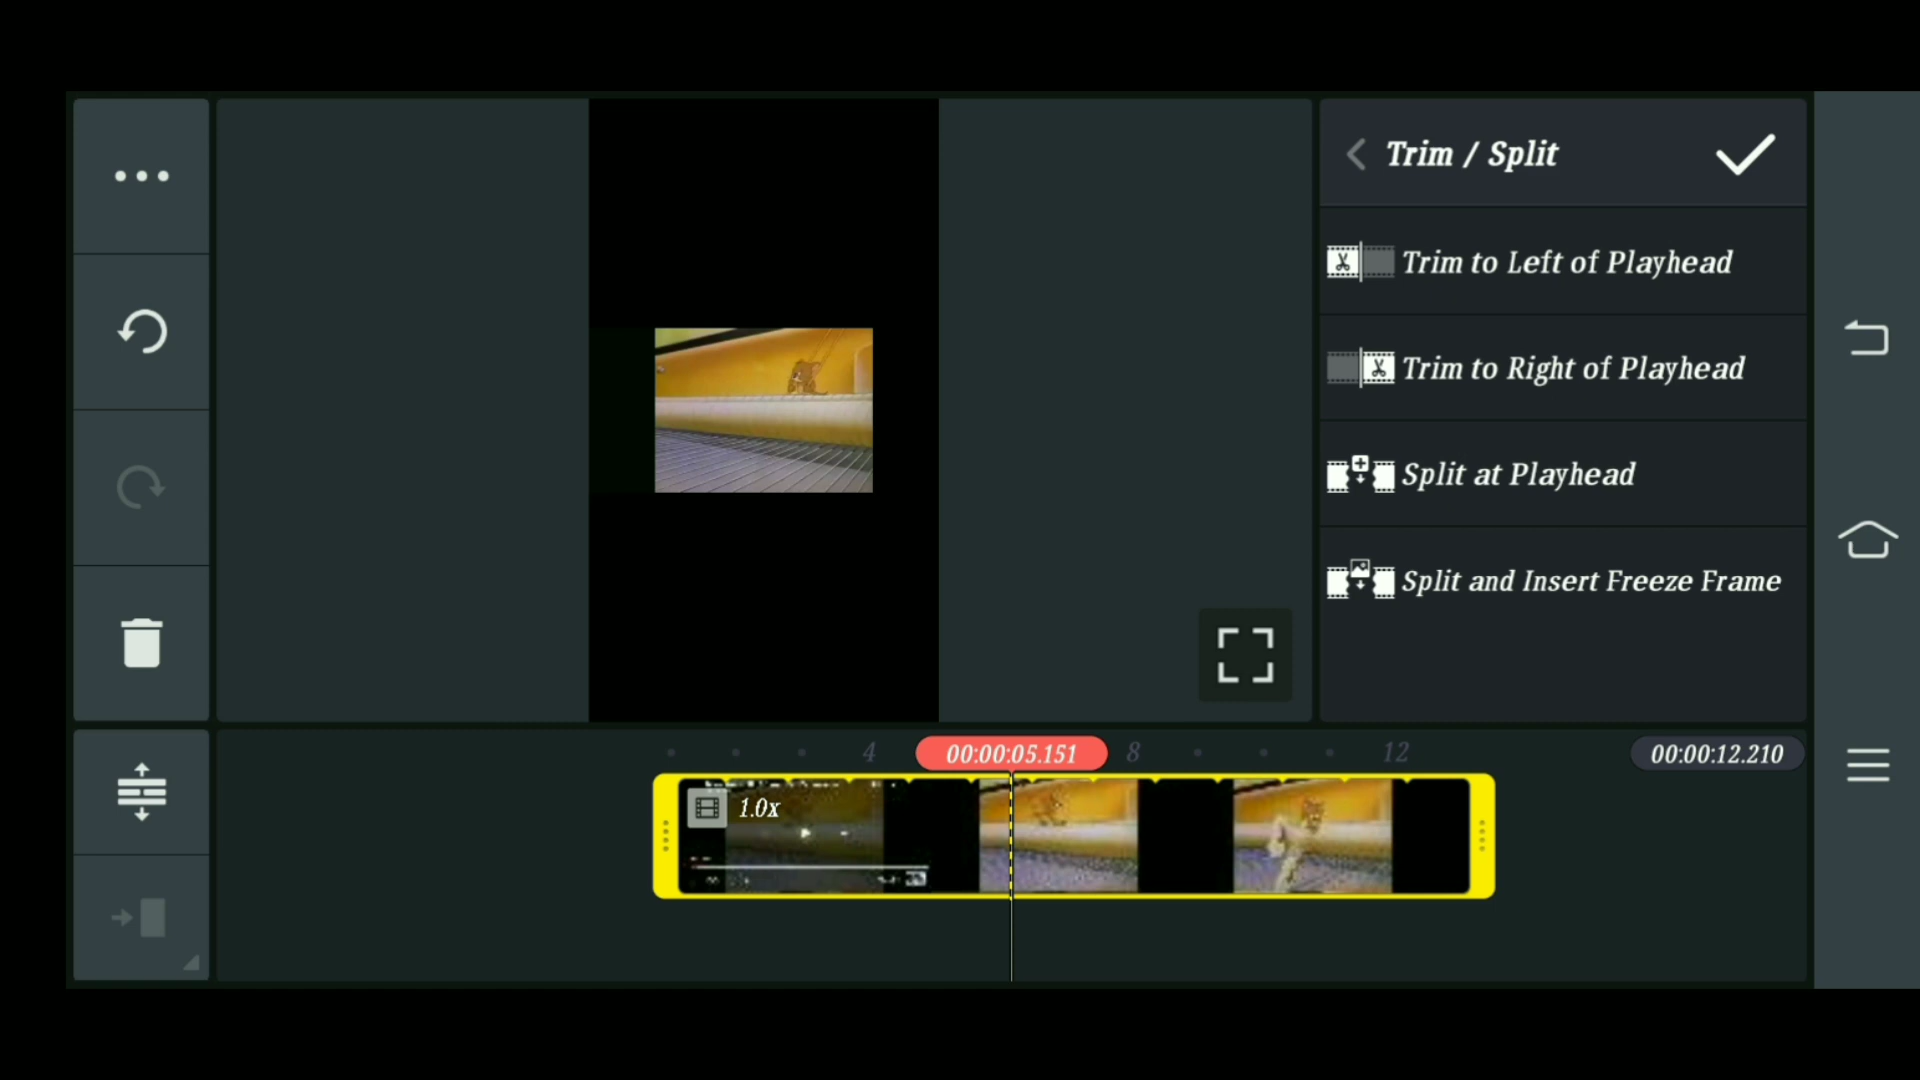 Trim / Split
Trim to Left of Playhead
Trim to Right of Playhead
Split at Playhead
Split and Insert Freeze Frame
4
00:00:05.151
8
12
00:00:12.210
1.0x